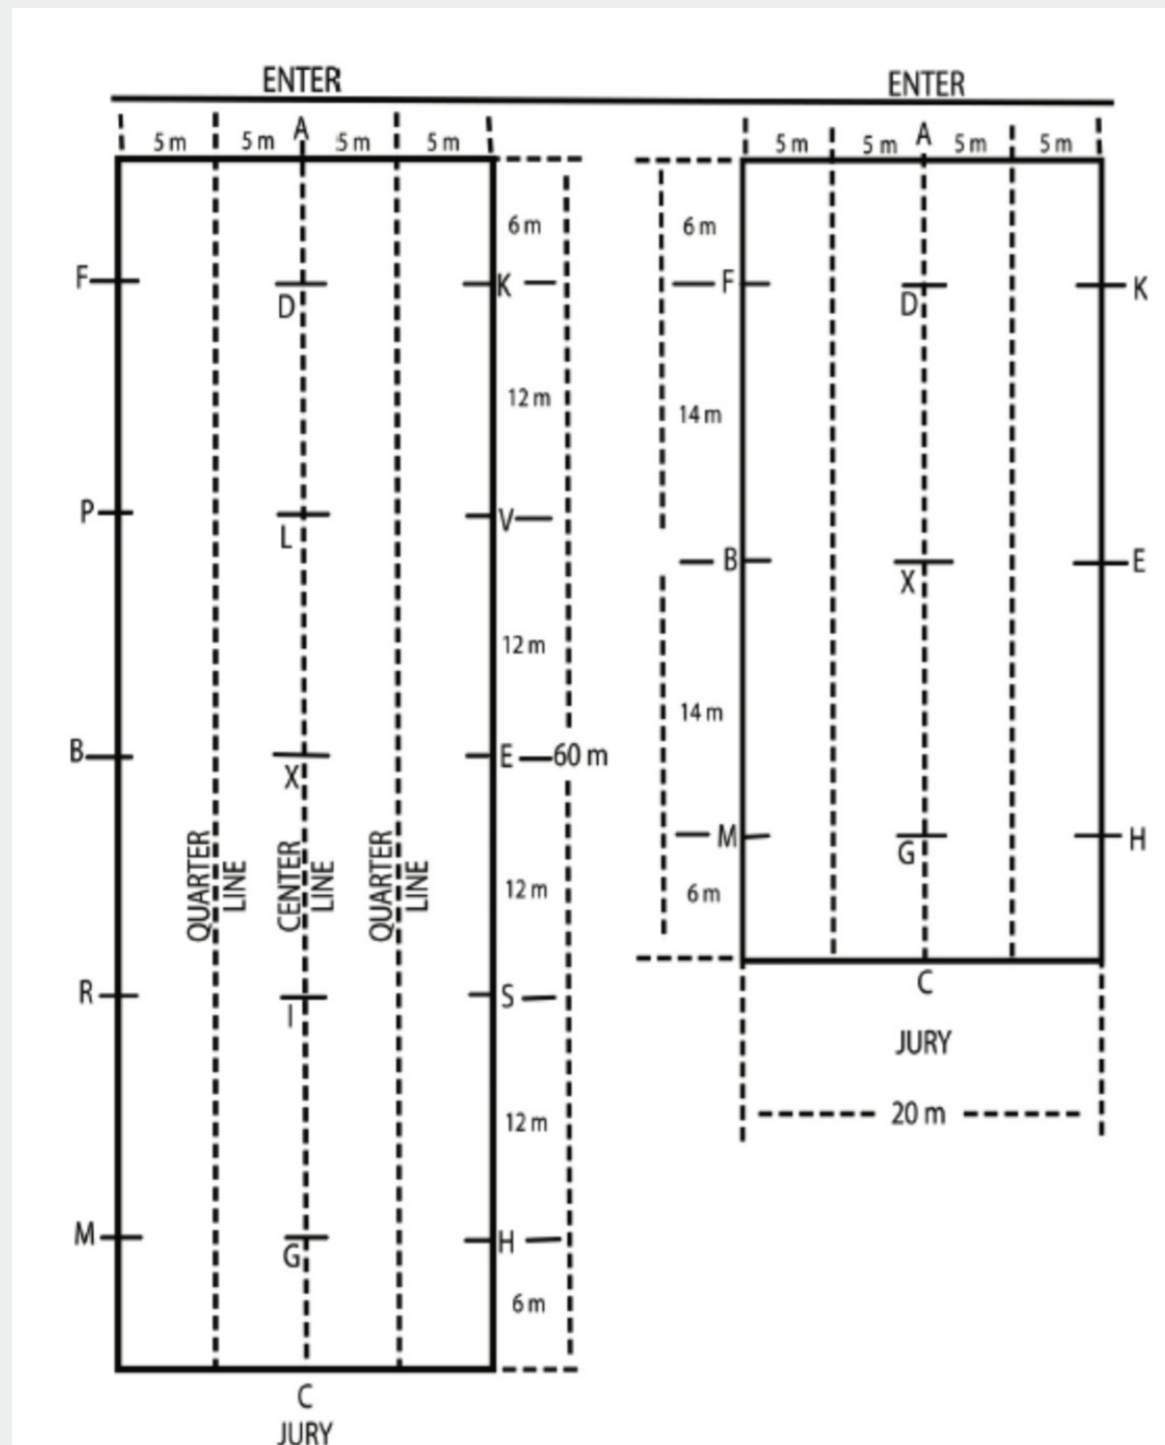 ENTER
ENTER
5 m 5 m A 5 m 5 m
5 m 5 m A 5 m 5 m
6 m
6 m
F D K
F D K
12 m
14 m
P L V
B X E
12 m
14 m
B X E 60 m
M G H
QUARTER LINE CENTER LINE QUARTER LINE
12 m
6 m
C
R I S
JURY
12 m
20 m
M G H
6 m
C
JURY